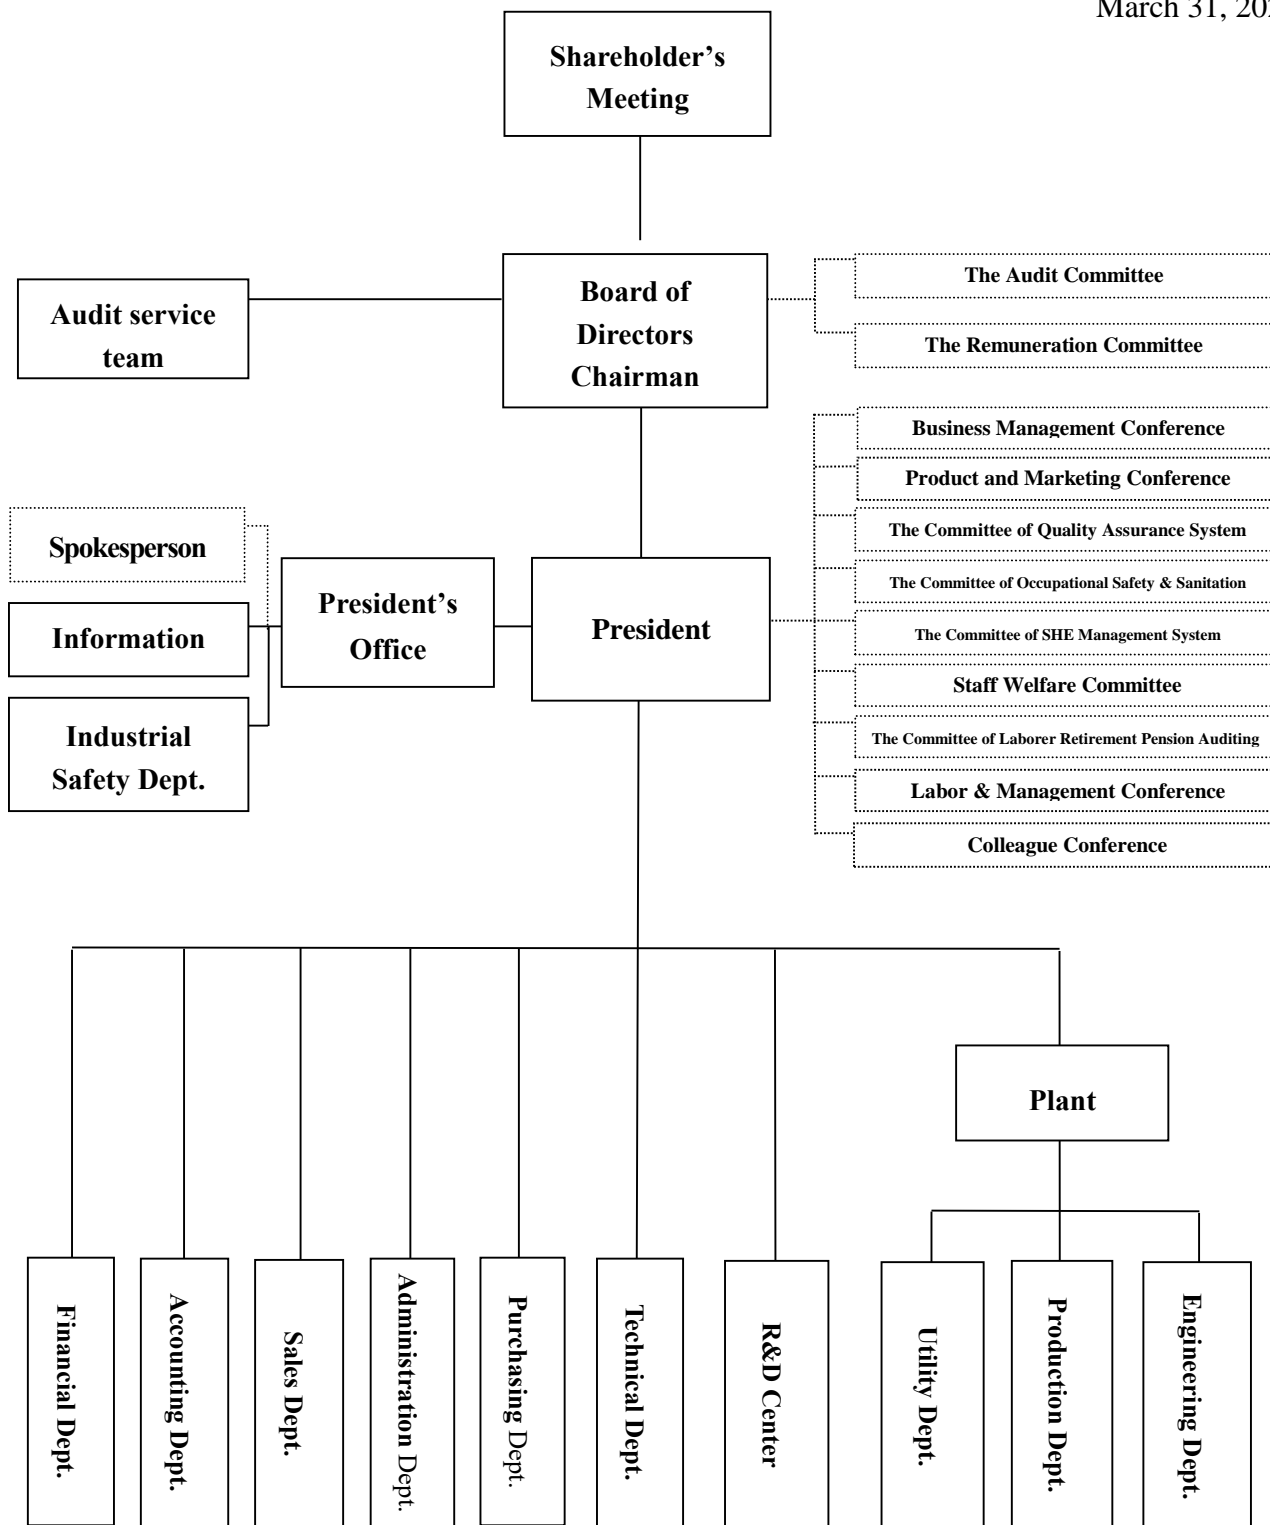 March 31, 202
Shareholder’s
Meeting
Board of
Directors
Chairman
Audit service
team
The Audit Committee
The Remuneration Committee
Business Management Conference
Product and Marketing Conference
The Committee of Quality Assurance System
The Committee of Occupational Safety & Sanitation
The Committee of SHE Management System
Staff Welfare Committee
The Committee of Laborer Retirement Pension Auditing
Labor & Management Conference
Colleague Conference
Spokesperson
Information
Industrial
Safety Dept.
President’s
Office
President
Plant
Financial Dept.
Accounting Dept.
Sales Dept.
Administration Dept.
Purchasing Dept.
Technical Dept.
R&D Center
Utility Dept.
Production Dept.
Engineering Dept.